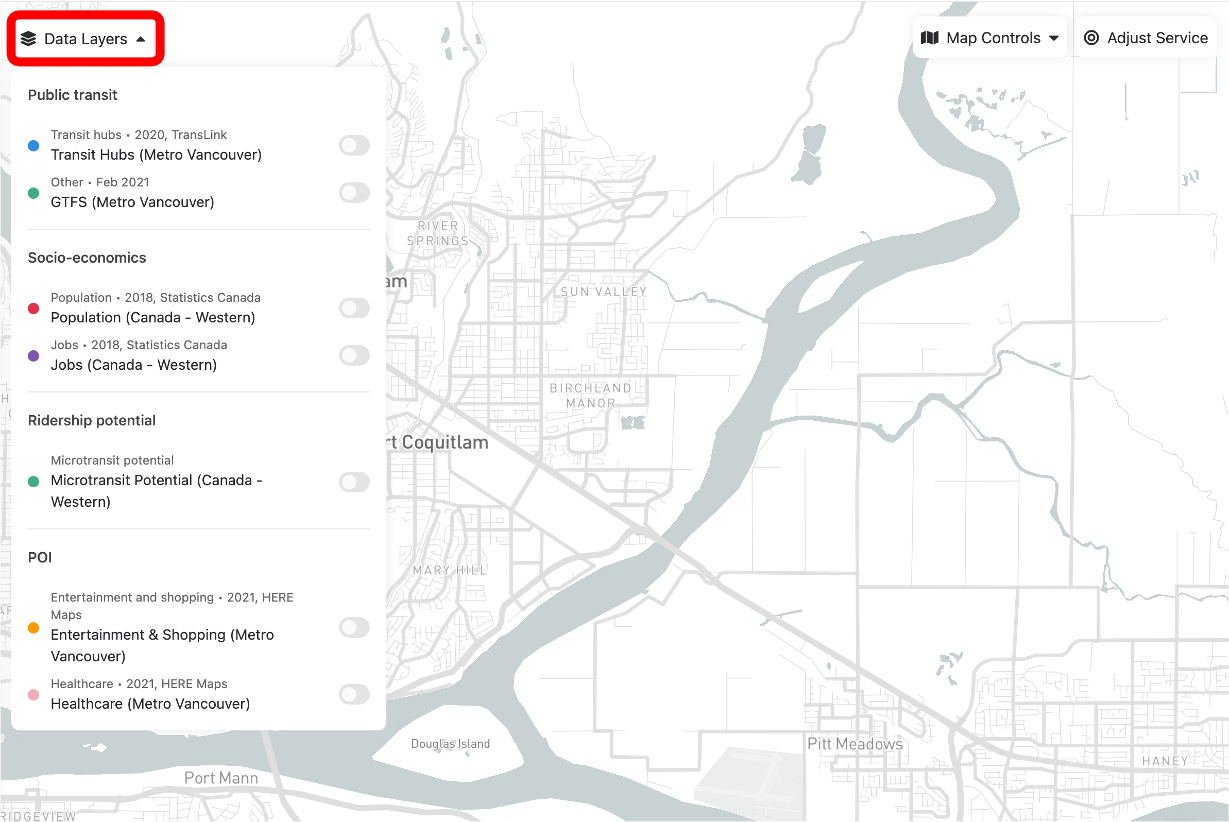 Data Layers
Map Controls
Adjust Service
Public transit
Transit hubs • 2020, TransLink
Transit Hubs (Metro Vancouver)
Other • Feb 2021
GTFS (Metro Vancouver)
Socio-economics
Population • 2018, Statistics Canada
Population (Canada - Western)
Jobs • 2018, Statistics Canada
Jobs (Canada - Western)
Ridership potential
Microtransit potential
Microtransit Potential (Canada -
Western)
POI
Entertainment and shopping • 2021, HERE
Maps
Entertainment & Shopping (Metro
Vancouver)
Healthcare • 2021, HERE Maps
Healthcare (Metro Vancouver)
RIVER
SPRINGS
am
SUN VALLEY
BIRCHLAND
MANOR
rt Coquitlam
MARY HILL
Douglas Island
Pitt Meadows
HANEY
Port Mann
RIDGEVIEW